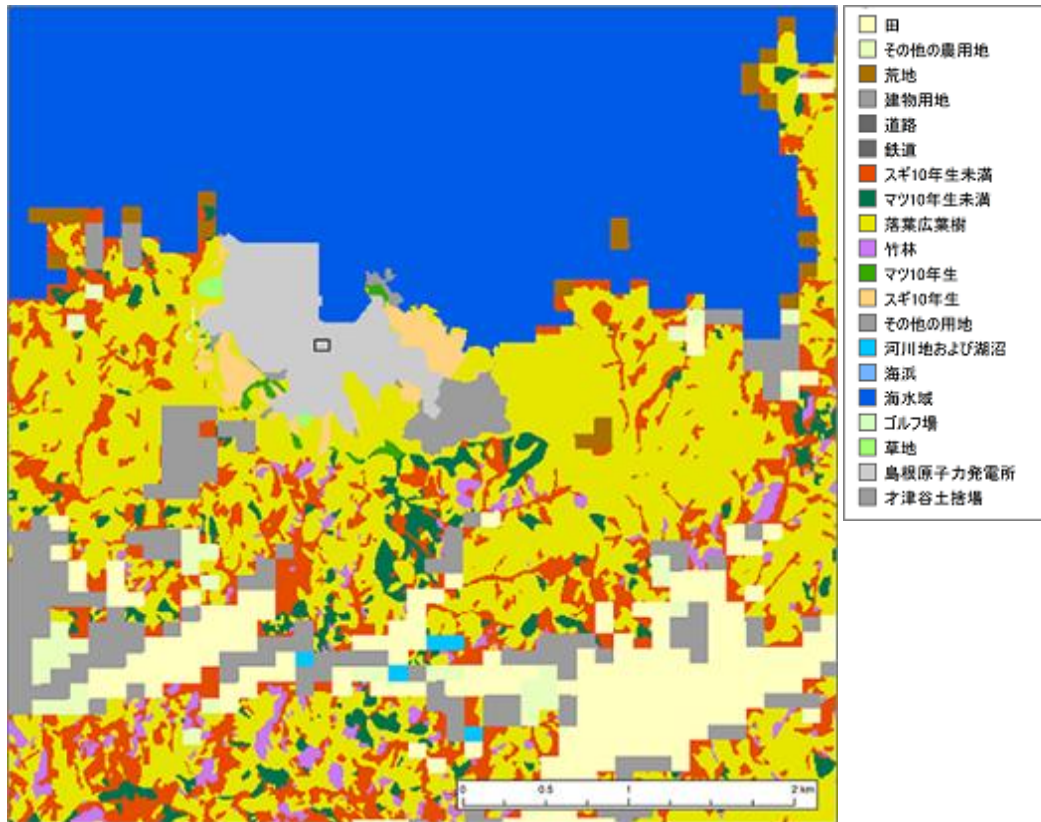 田
その他の農用地
荒地
建物用地
道路
鉄道
スギ10年生未満
マツ10年生未満
落葉広葉樹
竹林
マツ10年生
スギ10年生
その他の用地
河川地および湖沼
海浜
海水域
ゴルフ場
草地
島根原子力発電所
才津谷土捨場
0 0.5 1 2 km